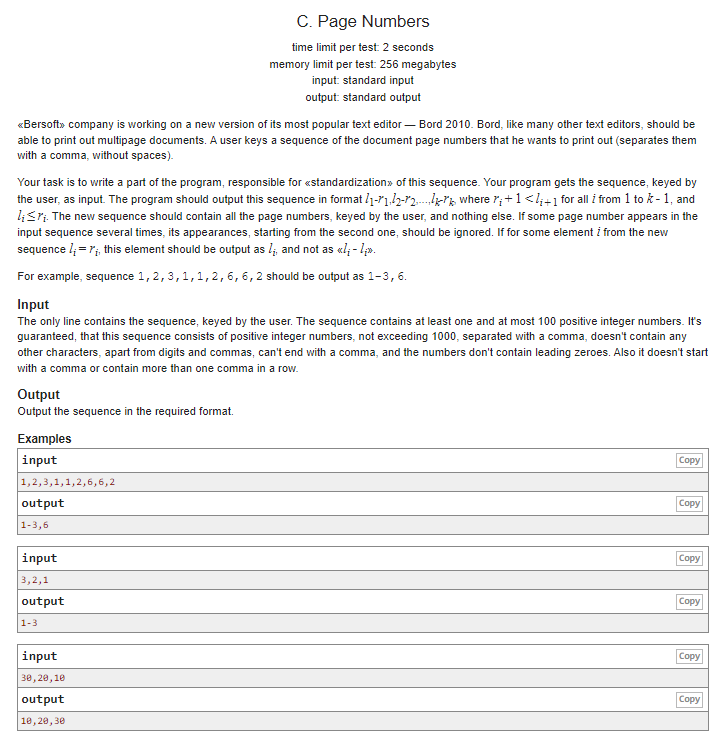 C. Page Numbers
time limit per test: 2 seconds
memory limit per test: 256 megabytes
input: standard input
output: standard output
«Bersoft» company is working on a new version of its most popular text editor — Bord 2010. Bord, like many other text editors, should be
able to print out multipage documents. A user keys a sequence of the document page numbers that he wants to print out (separates them
with a comma, without spaces).
Your task is to write a part of the program, responsible for «standardization» of this sequence. Your program gets the sequence, keyed by
the user, as input. The program should output this sequence in format l₁-r₁,l₂-r₂,...,lₖ-rₖ, where rᵢ + 1 < lᵢ₊₁ for all i from 1 to k - 1, and
lᵢ ≤ rᵢ. The new sequence should contain all the page numbers, keyed by the user, and nothing else. If some page number appears in the
input sequence several times, its appearances, starting from the second one, should be ignored. If for some element i from the new
sequence lᵢ = rᵢ, this element should be output as lᵢ, and not as «lᵢ - lᵢ».
For example, sequence 1,2,3,1,1,2,6,6,2 should be output as 1-3,6.
Input
The only line contains the sequence, keyed by the user. The sequence contains at least one and at most 100 positive integer numbers. It's
guaranteed, that this sequence consists of positive integer numbers, not exceeding 1000, separated with a comma, doesn't contain any
other characters, apart from digits and commas, can't end with a comma, and the numbers don't contain leading zeroes. Also it doesn't start
with a comma or contain more than one comma in a row.
Output
Output the sequence in the required format.
Examples
input Copy
1,2,3,1,1,2,6,6,2
output Copy
1-3,6
input Copy
3,2,1
output Copy
1-3
input Copy
30,20,10
output Copy
10,20,30